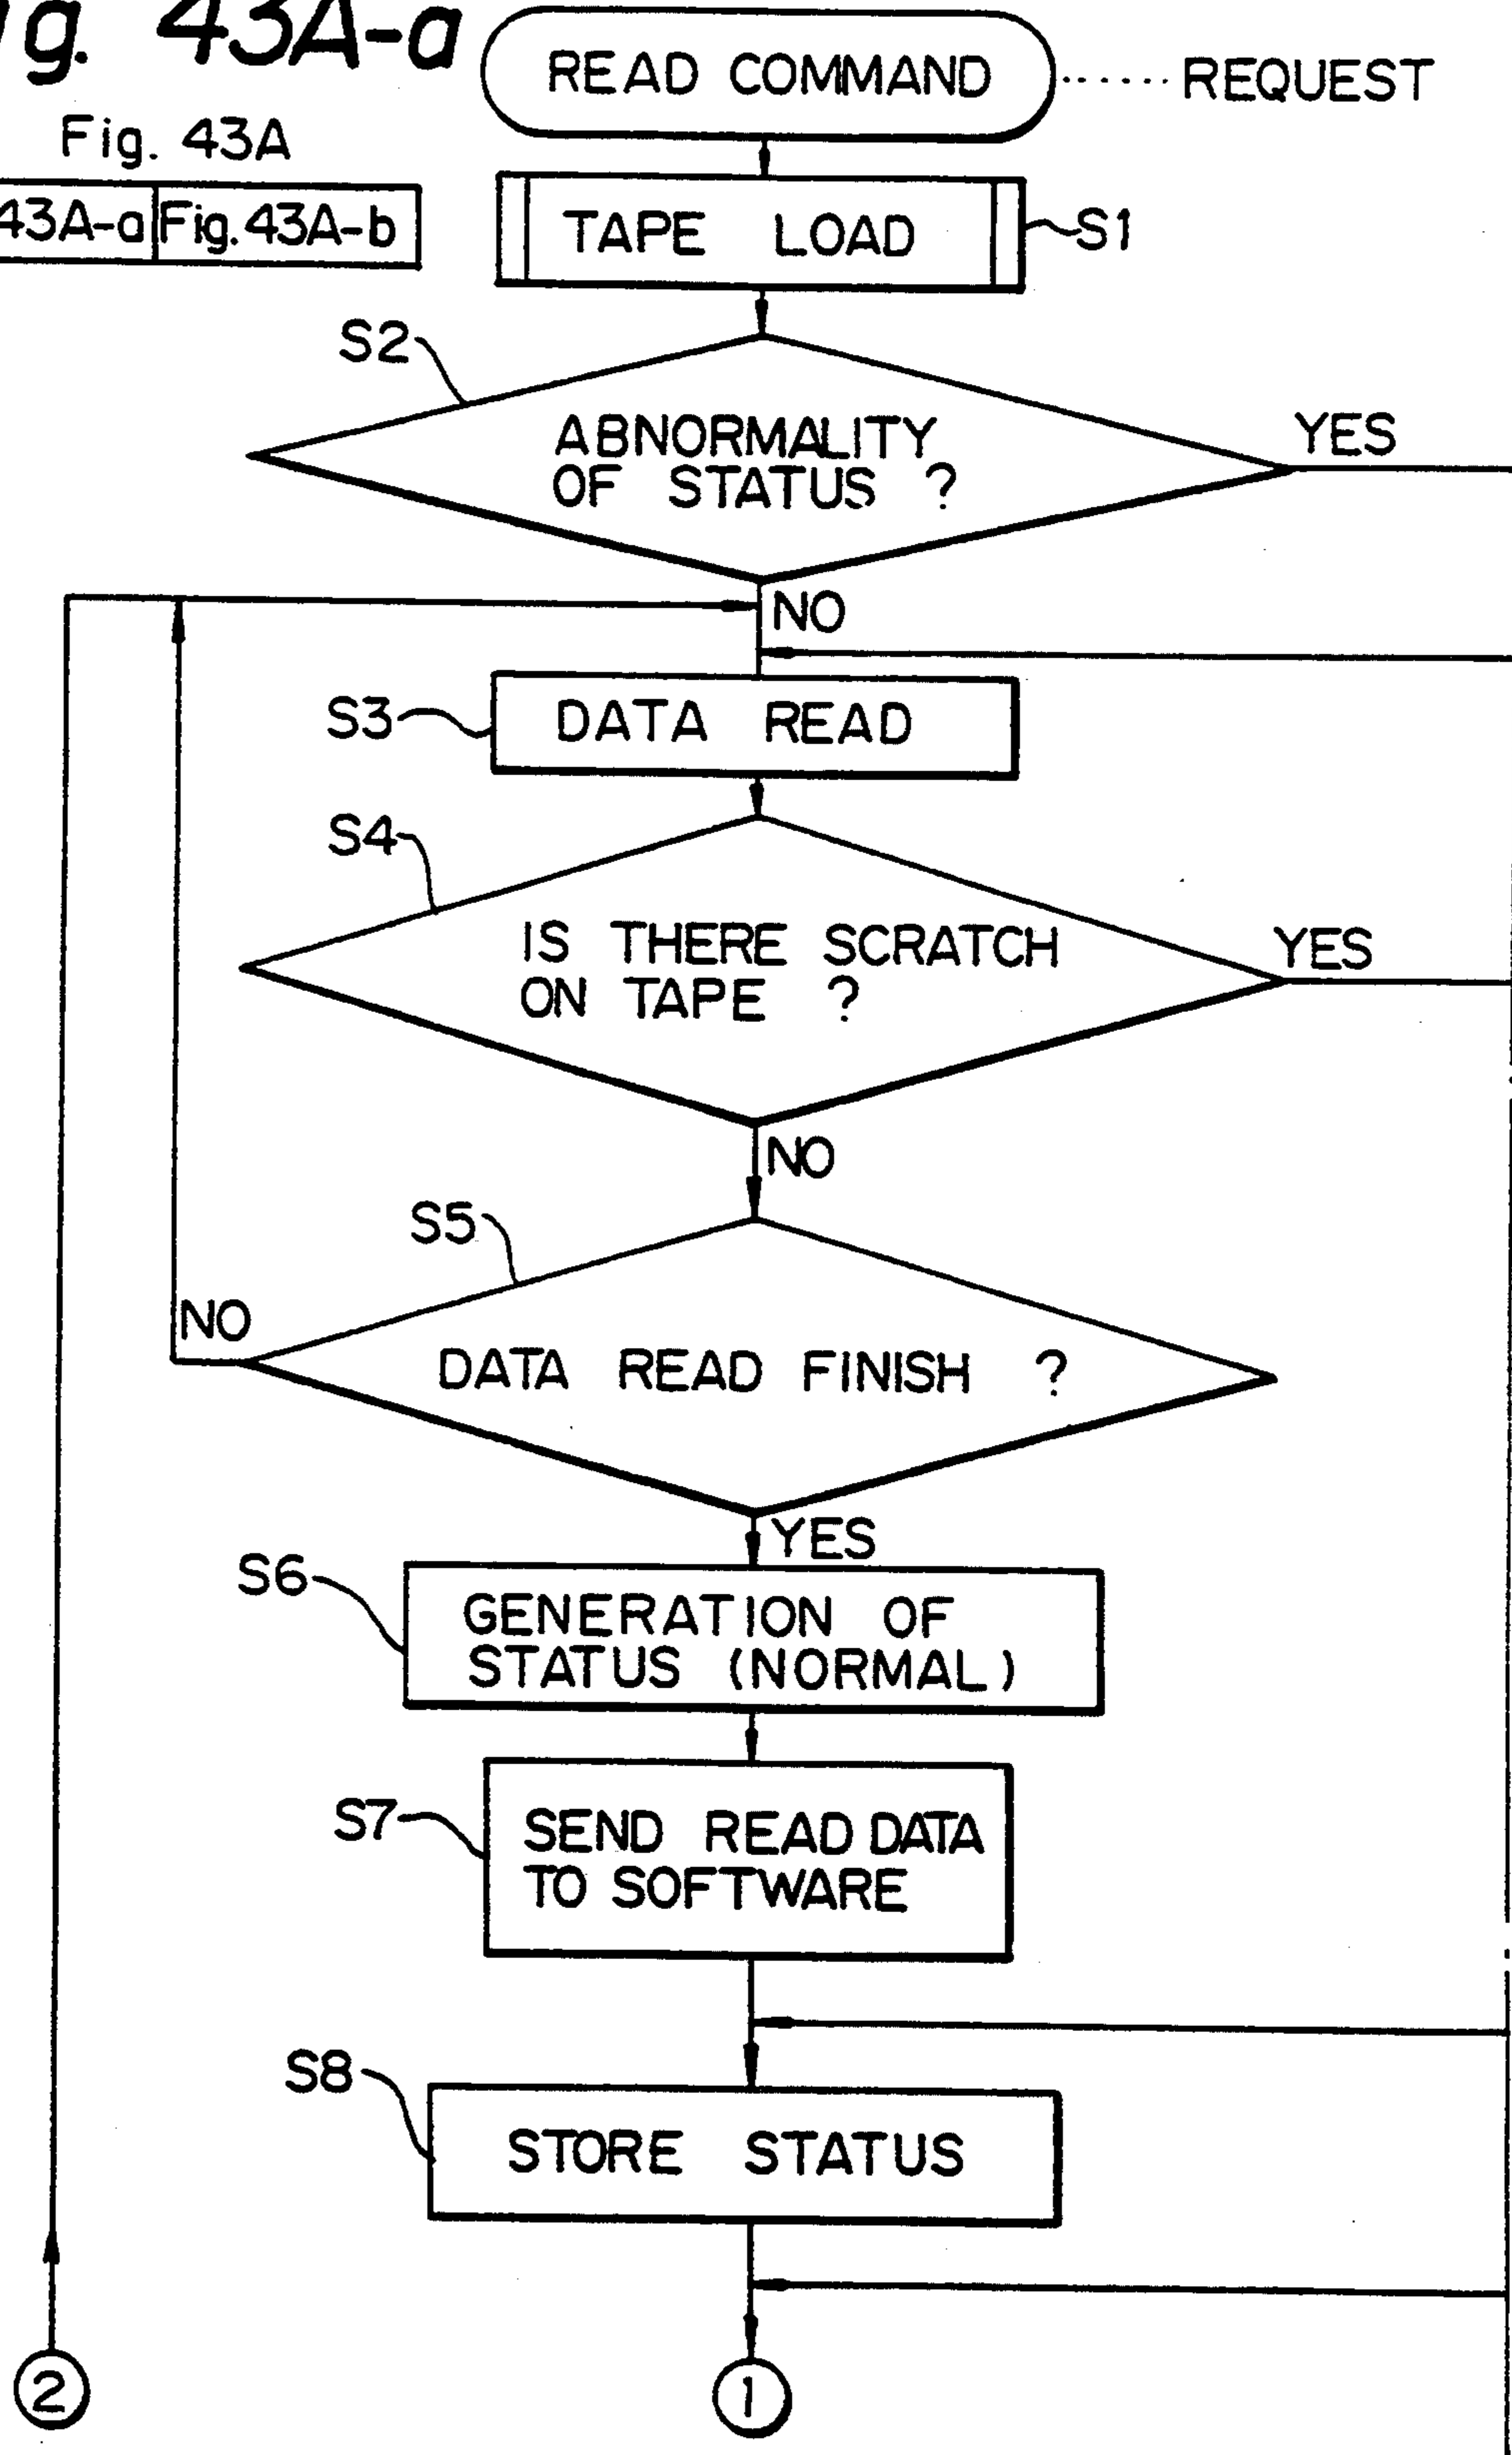 g. 43A-a
READ COMMAND
REQUEST
Fig. 43A
43A-a
Fig. 43A-b
TAPE LOAD
S1
S2
ABNORMALITY
OF STATUS ?
YES
NO
S3
DATA READ
S4
IS THERE SCRATCH
ON TAPE ?
YES
NO
S5
DATA READ FINISH ?
NO
YES
S6
GENERATION OF
STATUS (NORMAL)
S7
SEND READ DATA
TO SOFTWARE
S8
STORE STATUS
2
1